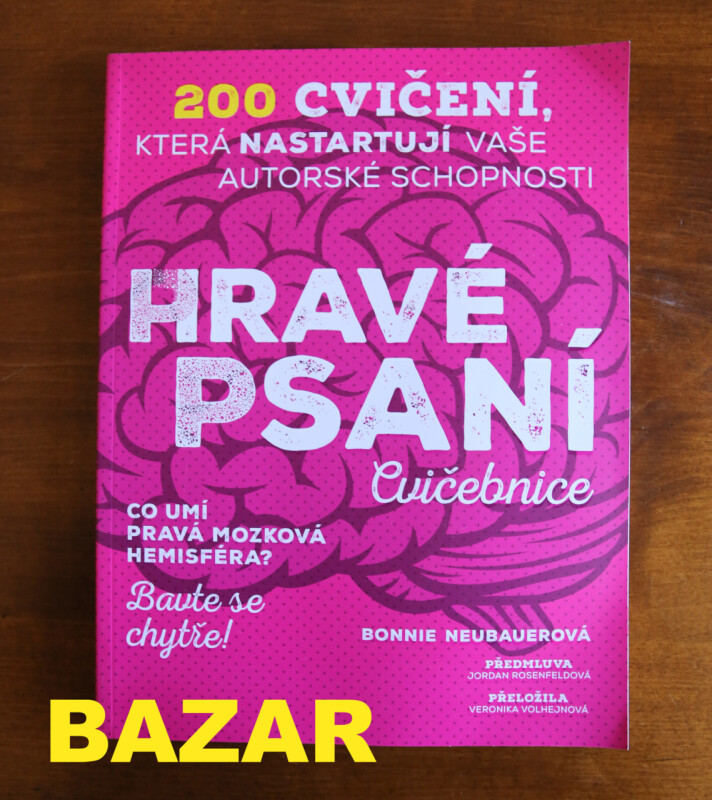 200 CVIČENÍ,
KTERÁ NASTARTUJÍ VAŠE
AUTORSKÉ SCHOPNOSTI
HRAVÉ
PSANÍ
Cvičebnice
CO UMÍ
PRAVÁ MOZKOVÁ
HEMISFÉRA?
Bavte se
chytře!
BONNIE NEUBAUEROVÁ
PŘEDMLUVA
JORDAN ROSENFELDOVÁ
PŘELOŽILA
VERONIKA VOLHEJNOVÁ
BAZAR